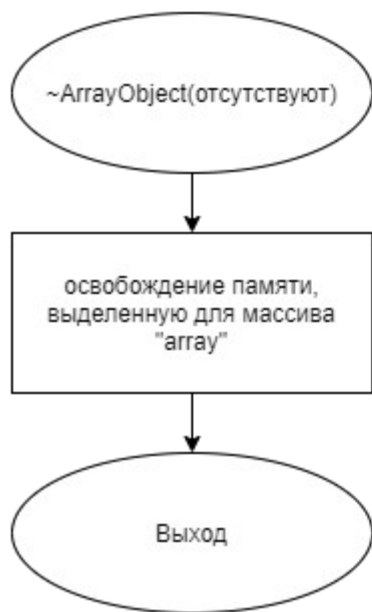 ~ArrayObject(отсутствуют)
освобождение памяти,
выделенную для массива
"array"
Выход